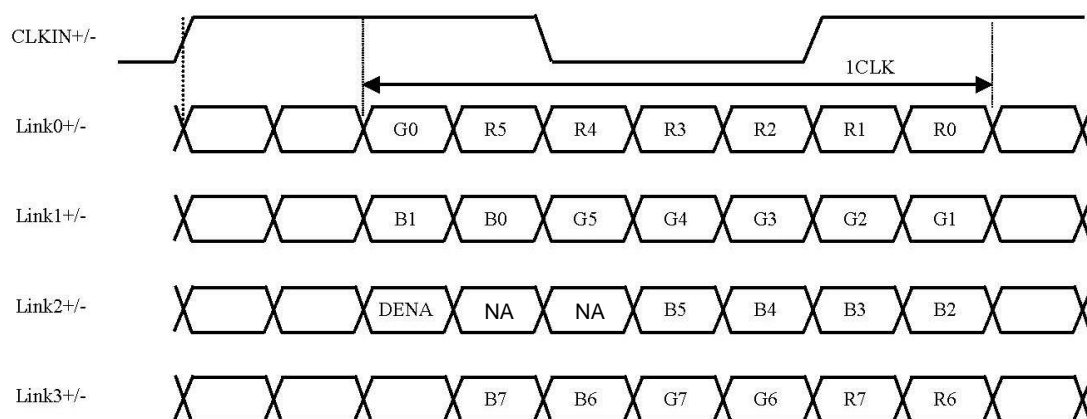 CLKIN+/-
1CLK
Link0+/- G0 R5 R4 R3 R2 R1 R0
Link1+/- B1 B0 G5 G4 G3 G2 G1
Link2+/- DENA NA NA B5 B4 B3 B2
Link3+/- B7 B6 G7 G6 R7 R6